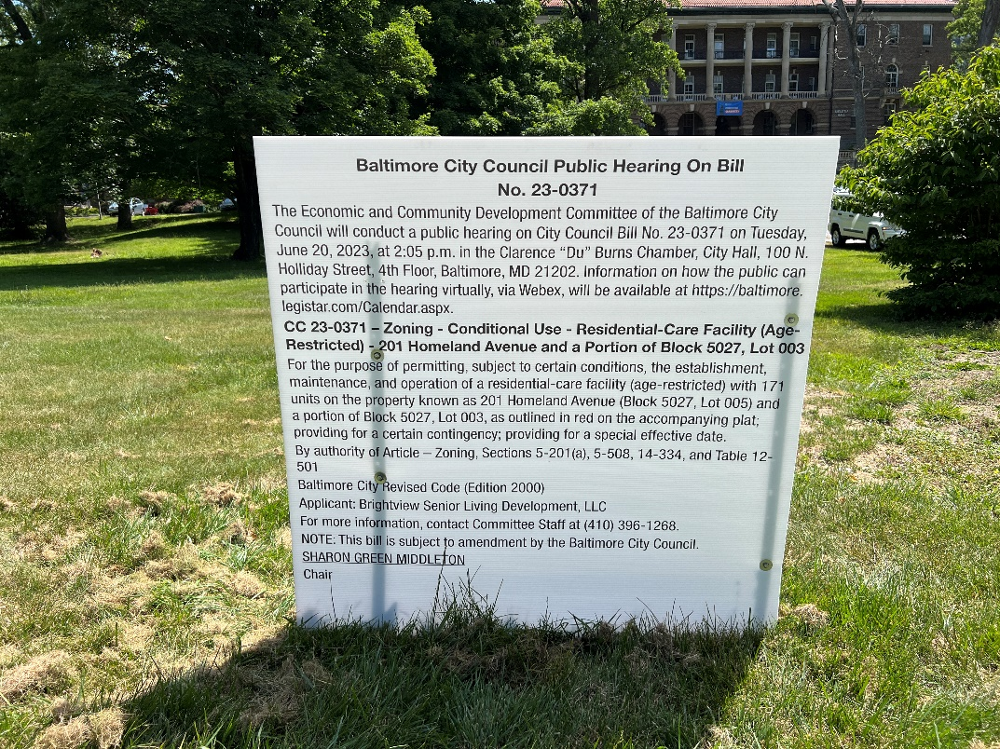 Baltimore City Council Public Hearing On Bill
No. 23-0371
The Economic and Community Development Committee of the Baltimore City
Council will conduct a public hearing on City Council Bill No. 23-0371 on Tuesday,
June 20, 2023, at 2:05 p.m. in the Clarence “Du” Burns Chamber, City Hall, 100 N.
Holliday Street, 4th Floor, Baltimore, MD 21202. Information on how the public can
participate in the hearing virtually, via Webex, will be available at https://baltimore.
legistar.com/Calendar.aspx.
CC 23-0371 – Zoning - Conditional Use - Residential-Care Facility (Age-
Restricted) - 201 Homeland Avenue and a Portion of Block 5027, Lot 003
For the purpose of permitting, subject to certain conditions, the establishment,
maintenance, and operation of a residential-care facility (age-restricted) with 171
units on the property known as 201 Homeland Avenue (Block 5027, Lot 005) and
a portion of Block 5027, Lot 003, as outlined in red on the accompanying plat;
providing for a certain contingency; providing for a special effective date.
By authority of Article – Zoning, Sections 5-201(a), 5-508, 14-334, and Table 12-
501
Baltimore City Revised Code (Edition 2000)
Applicant: Brightview Senior Living Development, LLC
For more information, contact Committee Staff at (410) 396-1268.
NOTE: This bill is subject to amendment by the Baltimore City Council.
SHARON GREEN MIDDLETON
Chair